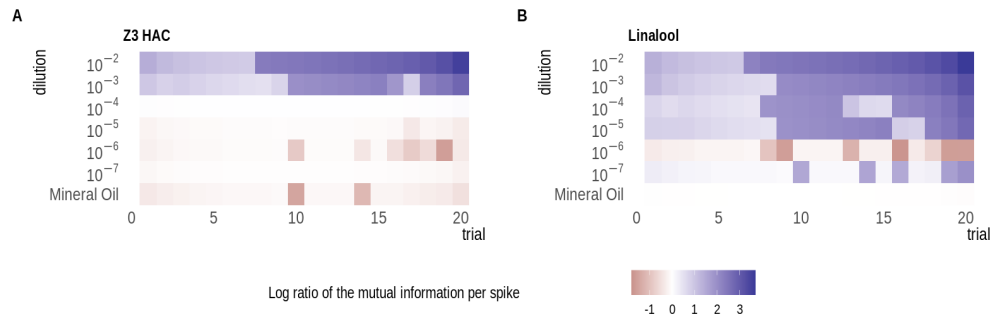 A
Z3 HAC
dilution
10−2
10−3
10−4
10−5
10−6
10−7
Mineral Oil
0 5 10 15 20
trial
B
Linalool
dilution
10−2
10−3
10−4
10−5
10−6
10−7
Mineral Oil
0 5 10 15 20
trial
Log ratio of the mutual information per spike
-1 0 1 2 3